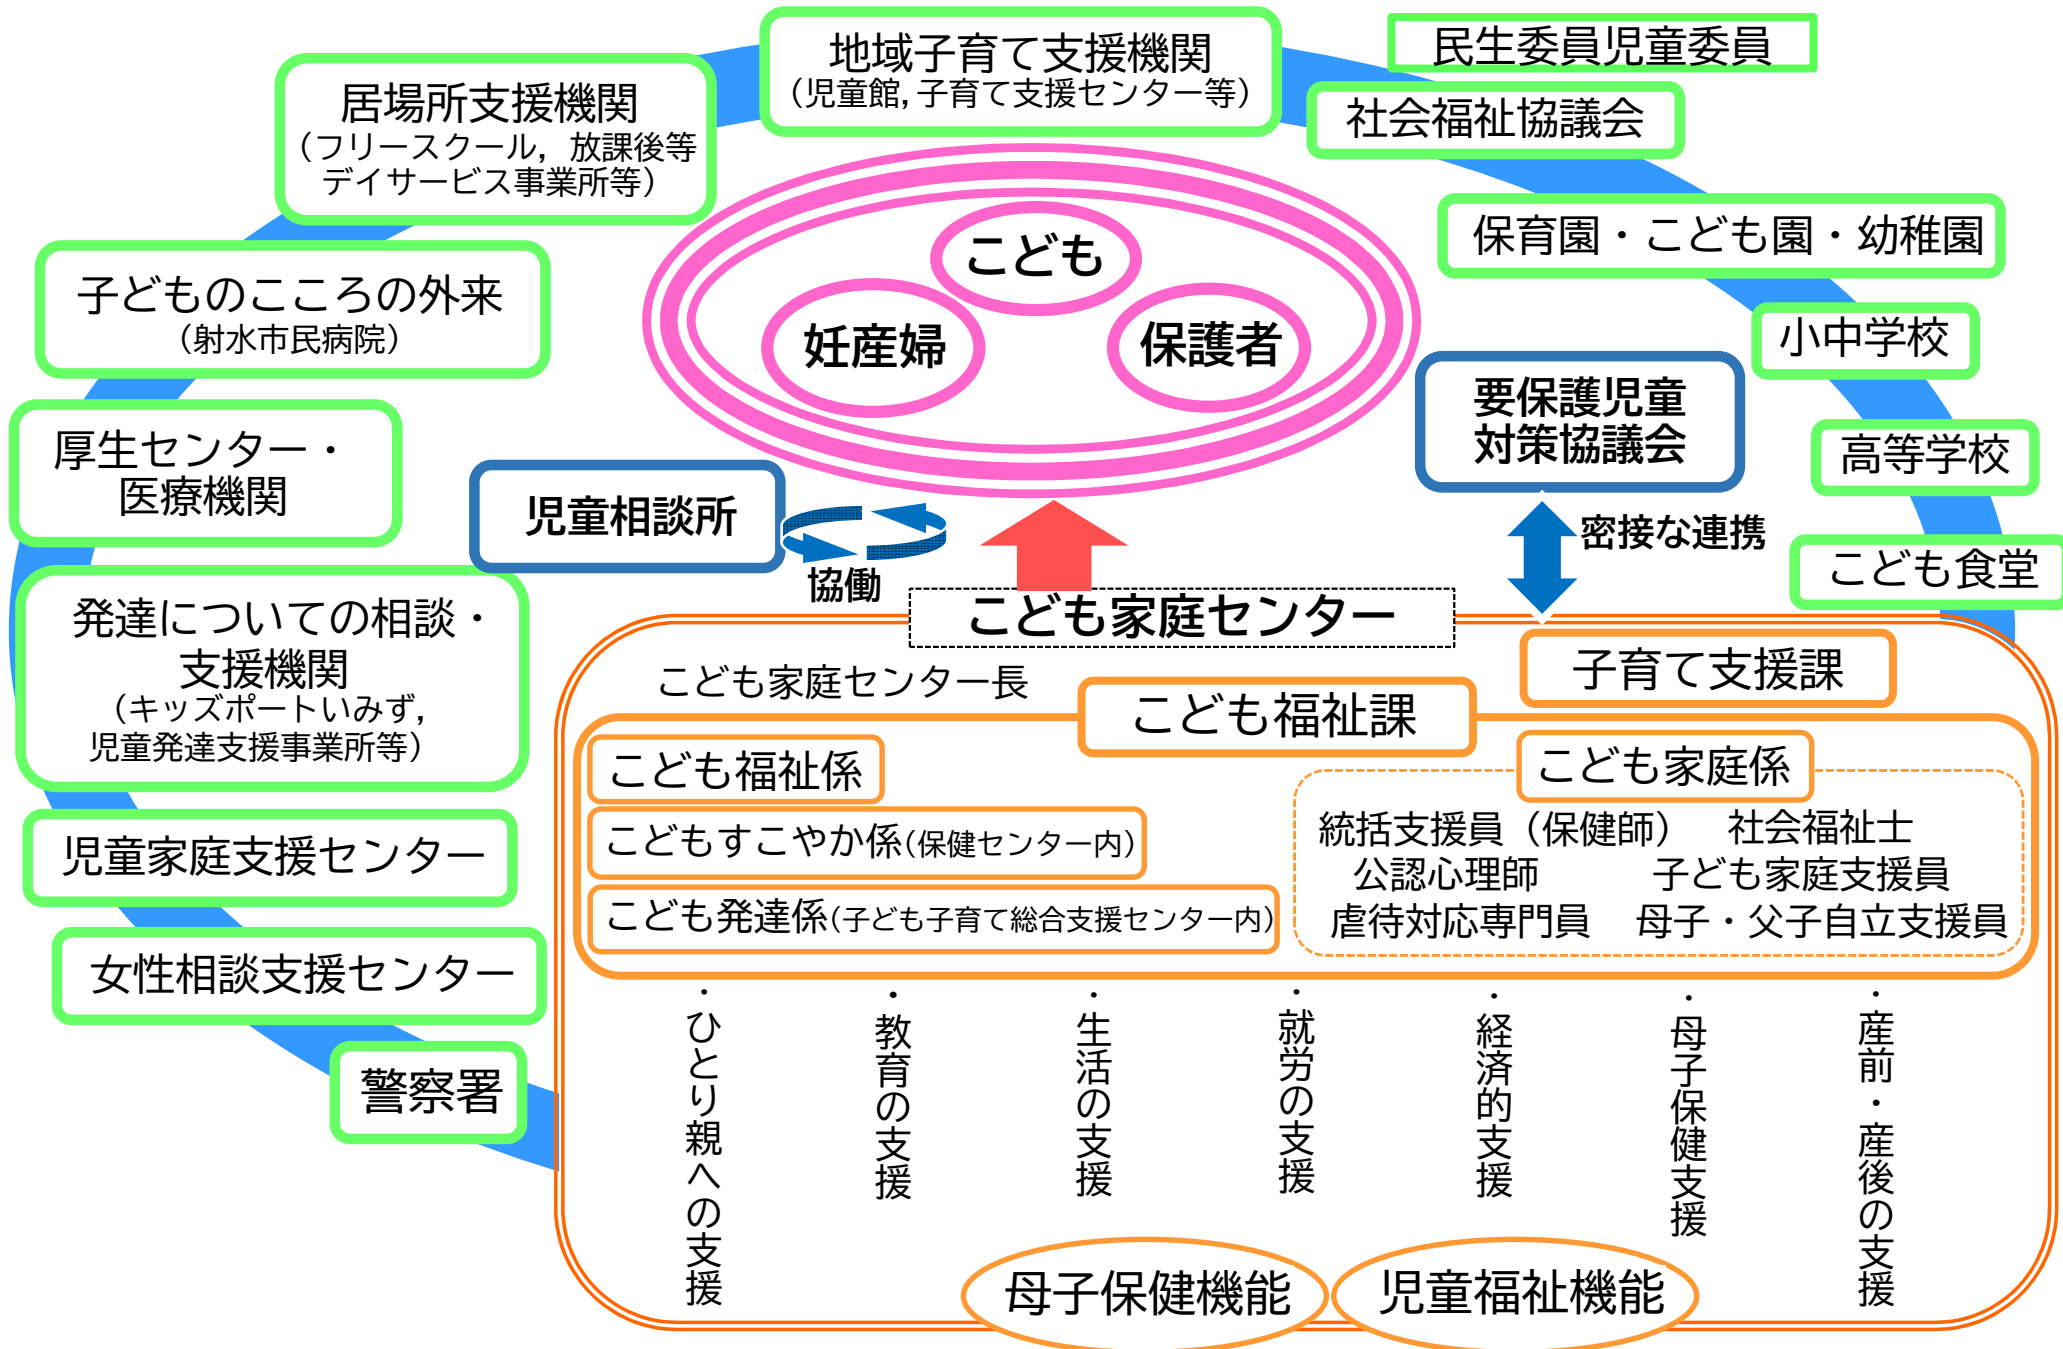 地域子育て支援機関
（児童館，子育て支援センター等）
民生委員児童委員
社会福祉協議会
居場所支援機関
（フリースクール，放課後等
デイサービス事業所等）
保育園・こども園・幼稚園
子どものこころの外来
（射水市民病院）
小中学校
高等学校
こども食堂
こども
妊産婦
保護者
要保護児童
対策協議会
密接な連携
厚生センター・
医療機関
児童相談所
協働
発達についての相談・
支援機関
（キッズポートいみず，
児童発達支援事業所等）
児童家庭支援センター
女性相談支援センター
警察署
こども家庭センター
こども家庭センター長
子育て支援課
こども福祉課
こども福祉係
こどもすこやか係（保健センター内）
こども発達係（子ども子育て総合支援センター内）
こども家庭係
統括支援員（保健師）　社会福祉士
公認心理師　子ども家庭支援員
虐待対応専門員　母子・父子自立支援員
・ひとり親への支援
・教育の支援
・生活の支援
・就労の支援
・経済的支援
・母子保健支援
・産前・産後の支援
母子保健機能
児童福祉機能